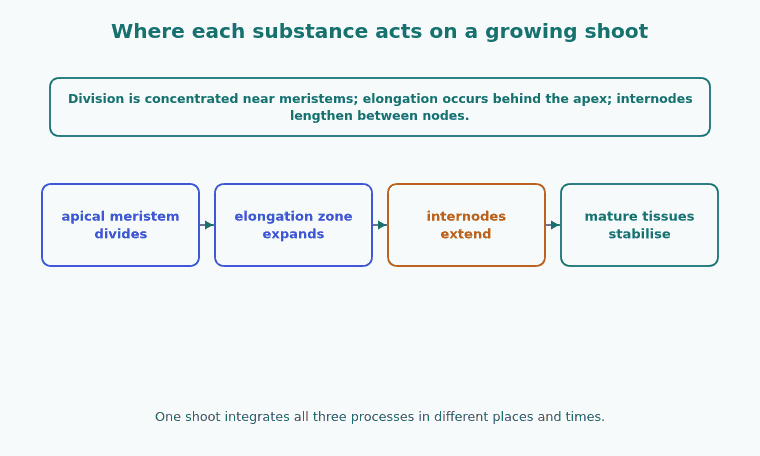 Where each substance acts on a growing shoot
Division is concentrated near meristems; elongation occurs behind the apex; internodes
lengthen between nodes.
apical meristem
divides
elongation zone
expands
internodes
extend
mature tissues
stabilise
One shoot integrates all three processes in different places and times.